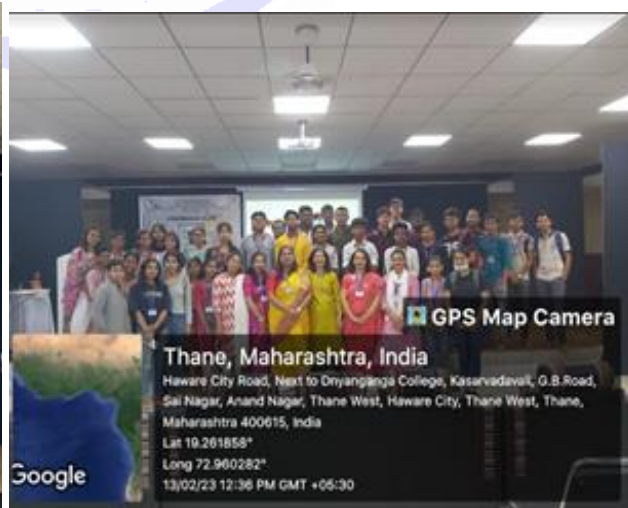 GPS Map Camera
Thane, Maharashtra, India
Haware City Road, Next to Dnyanganga College, Kasarvadavali, G.B.Road,
Sai Nagar, Anand Nagar, Thane West, Haware City, Thane West, Thane,
Maharashtra 400615, India
Lat 19.261858°
Long 72.960282°
Google
13/02/23 12:36 PM GMT +05:30